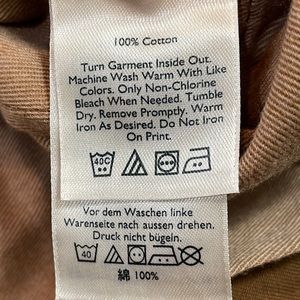 100% Cotton
Turn Garment Inside Out.
Machine Wash Warm With Like
Colors. Only Non-Chlorine
Bleach When Needed. Tumble
Dry. Remove Promptly. Warm
Iron As Desired. Do Not Iron
On Print.
40C
Vor dem Waschen linke
Warenseite nach aussen drehen.
Druck nicht bügeln.
40
綿 100%